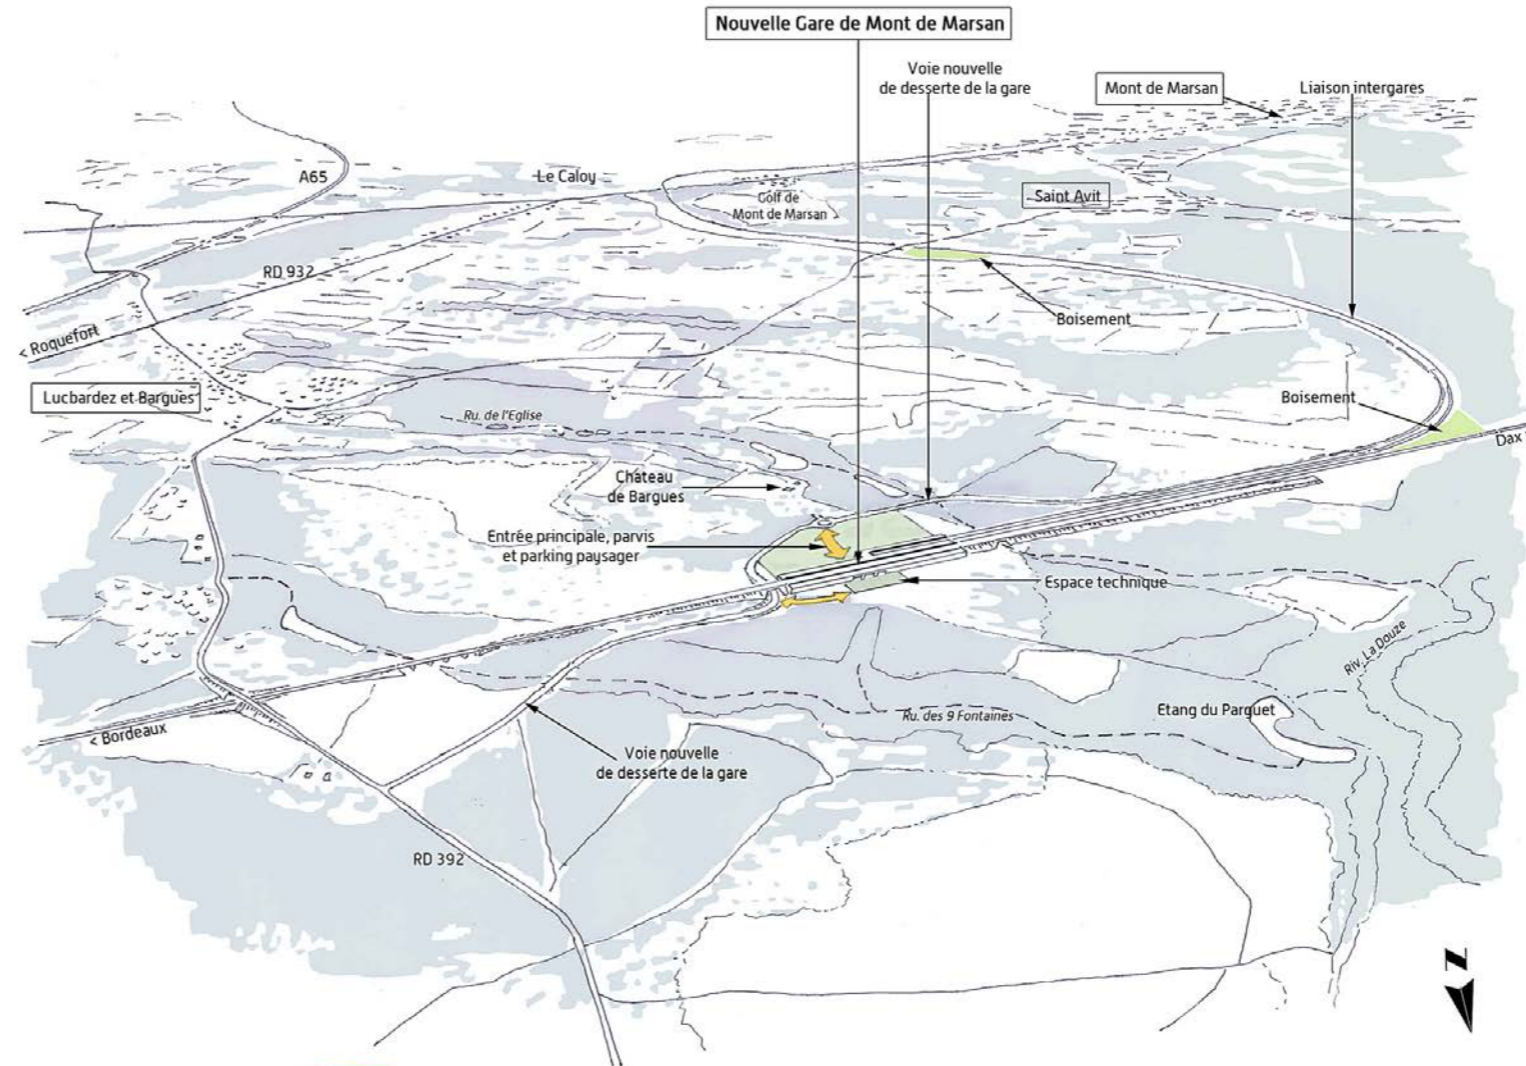 Nouvelle Gare de Mont de Marsan
Voie nouvelle
de desserte de la gare
Mont de Marsan
Liaison intergares
A65
Le Caloy
Golf de
Mont de Marsan
Saint Avit
RD 932
Boisement
< Roquefort
Lucbardez et Bargues
Ru. de l'Eglise
Boisement
Dax
Château
de Bargues
Entrée principale, parvis
et parking paysager
Espace technique
Riv. La Douze
Etang du Parguet
Ru. des 9 Fontaines
< Bordeaux
Voie nouvelle
de desserte de la gare
RD 392
N